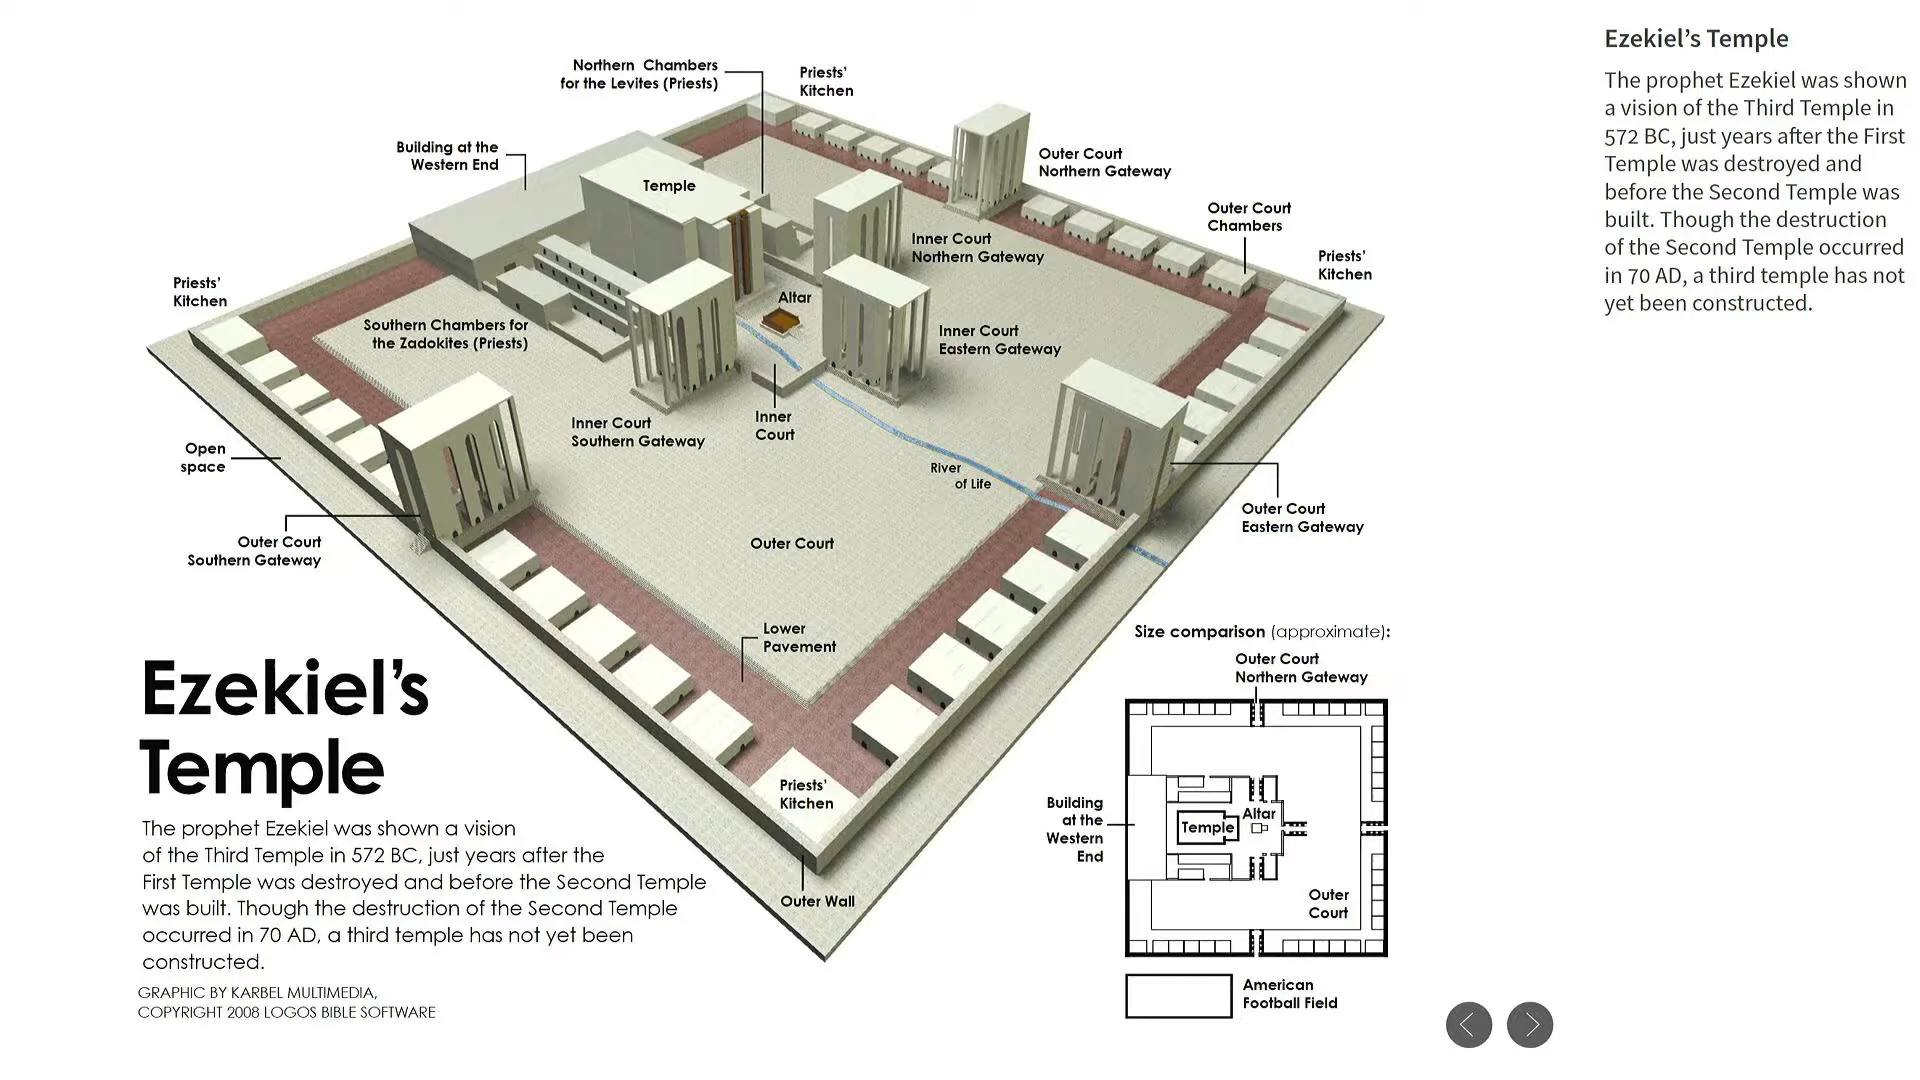 Northern Chambers
for the Levites (Priests)
Priests'
Kitchen
Building at the
Western End
Temple
Outer Court
Northern Gateway
Outer Court
Chambers
Inner Court
Northern Gateway
Priests'
Kitchen
Priests'
Kitchen
Altar
Southern Chambers for
the Zadokites (Priests)
Inner Court
Eastern Gateway
Inner Court
Southern Gateway
Inner
Court
Open
space
River
of Life
Outer Court
Eastern Gateway
Outer Court
Southern Gateway
Outer Court
Lower
Pavement
Priests'
Kitchen
Outer Wall
Ezekiel's
Temple
The prophet Ezekiel was shown a vision
of the Third Temple in 572 BC, just years after the
First Temple was destroyed and before the Second Temple
was built. Though the destruction of the Second Temple
occurred in 70 AD, a third temple has not yet been
constructed.
GRAPHIC BY KARBEL MULTIMEDIA,
COPYRIGHT 2008 LOGOS BIBLE SOFTWARE
Size comparison (approximate):
Outer Court
Northern Gateway
Building
at the
Western
End
Temple
Altar
Outer
Court
American
Football Field
Ezekiel's Temple
The prophet Ezekiel was shown
a vision of the Third Temple in
572 BC, just years after the First
Temple was destroyed and
before the Second Temple was
built. Though the destruction
of the Second Temple occurred
in 70 AD, a third temple has not
yet been constructed.